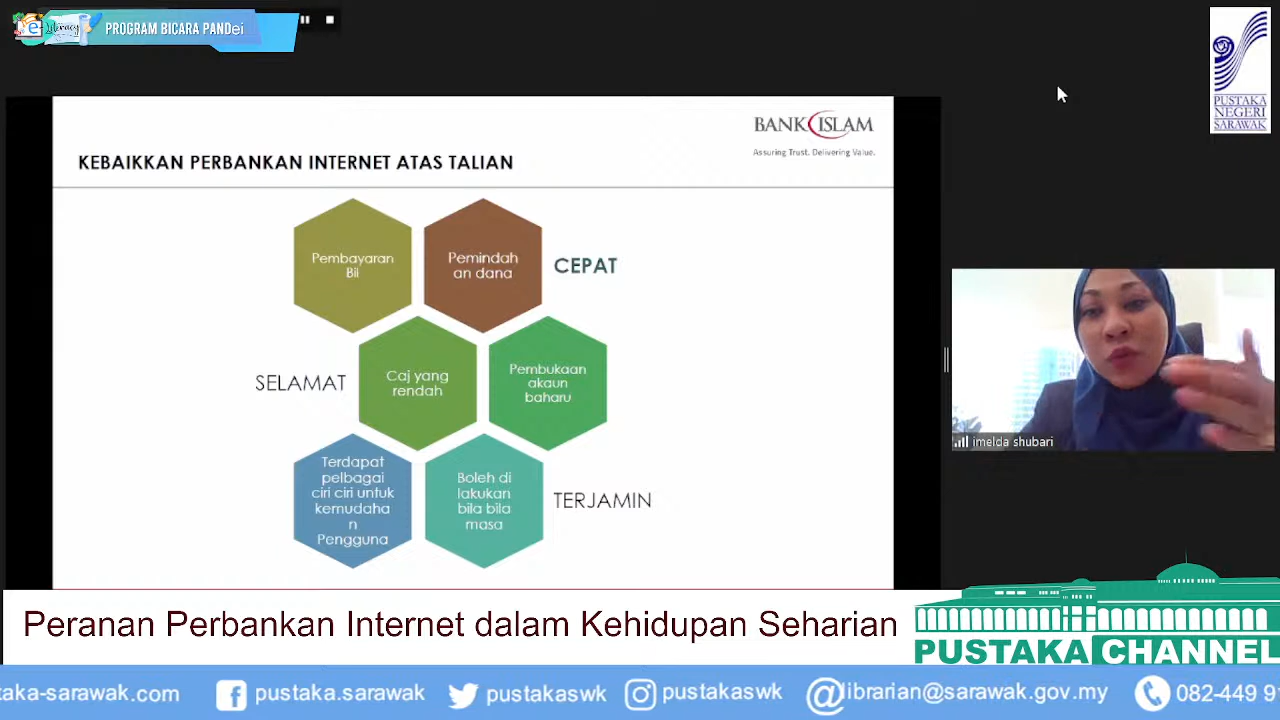 e-Literacy
PROGRAM BICARA PANDei
PUSTAKA
NEGERI
SARAWAK
BANK ISLAM
Assuring Trust. Delivering Value.
KEBAIKKAN PERBANKAN INTERNET ATAS TALIAN
Pembayaran
Bil
Pemindah
an dana
CEPAT
SELAMAT
Caj yang
rendah
Pembukaan
akaun
baharu
Terdapat
pelbagai
ciri ciri untuk
kemudaha
n
Pengguna
Boleh di
lakukan
bila bila
masa
TERJAMIN
imelda shubari
Peranan Perbankan Internet dalam Kehidupan Seharian
PUSTAKA CHANNEL
taka-sarawak.com
pustaka.sarawak
pustakaswk
pustakaswk
librarian@sarawak.gov.my
082-449 91